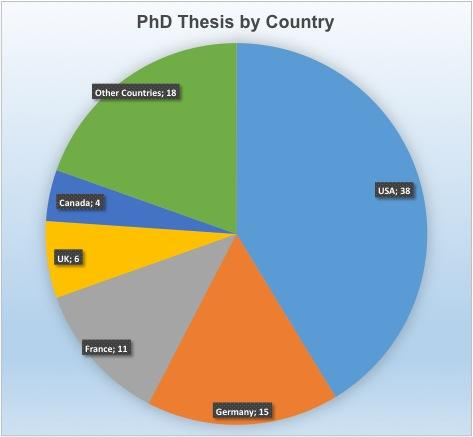 PhD Thesis by Country
Other Countries; 18
USA; 38
Canada; 4
UK; 6
France; 11
Germany; 15